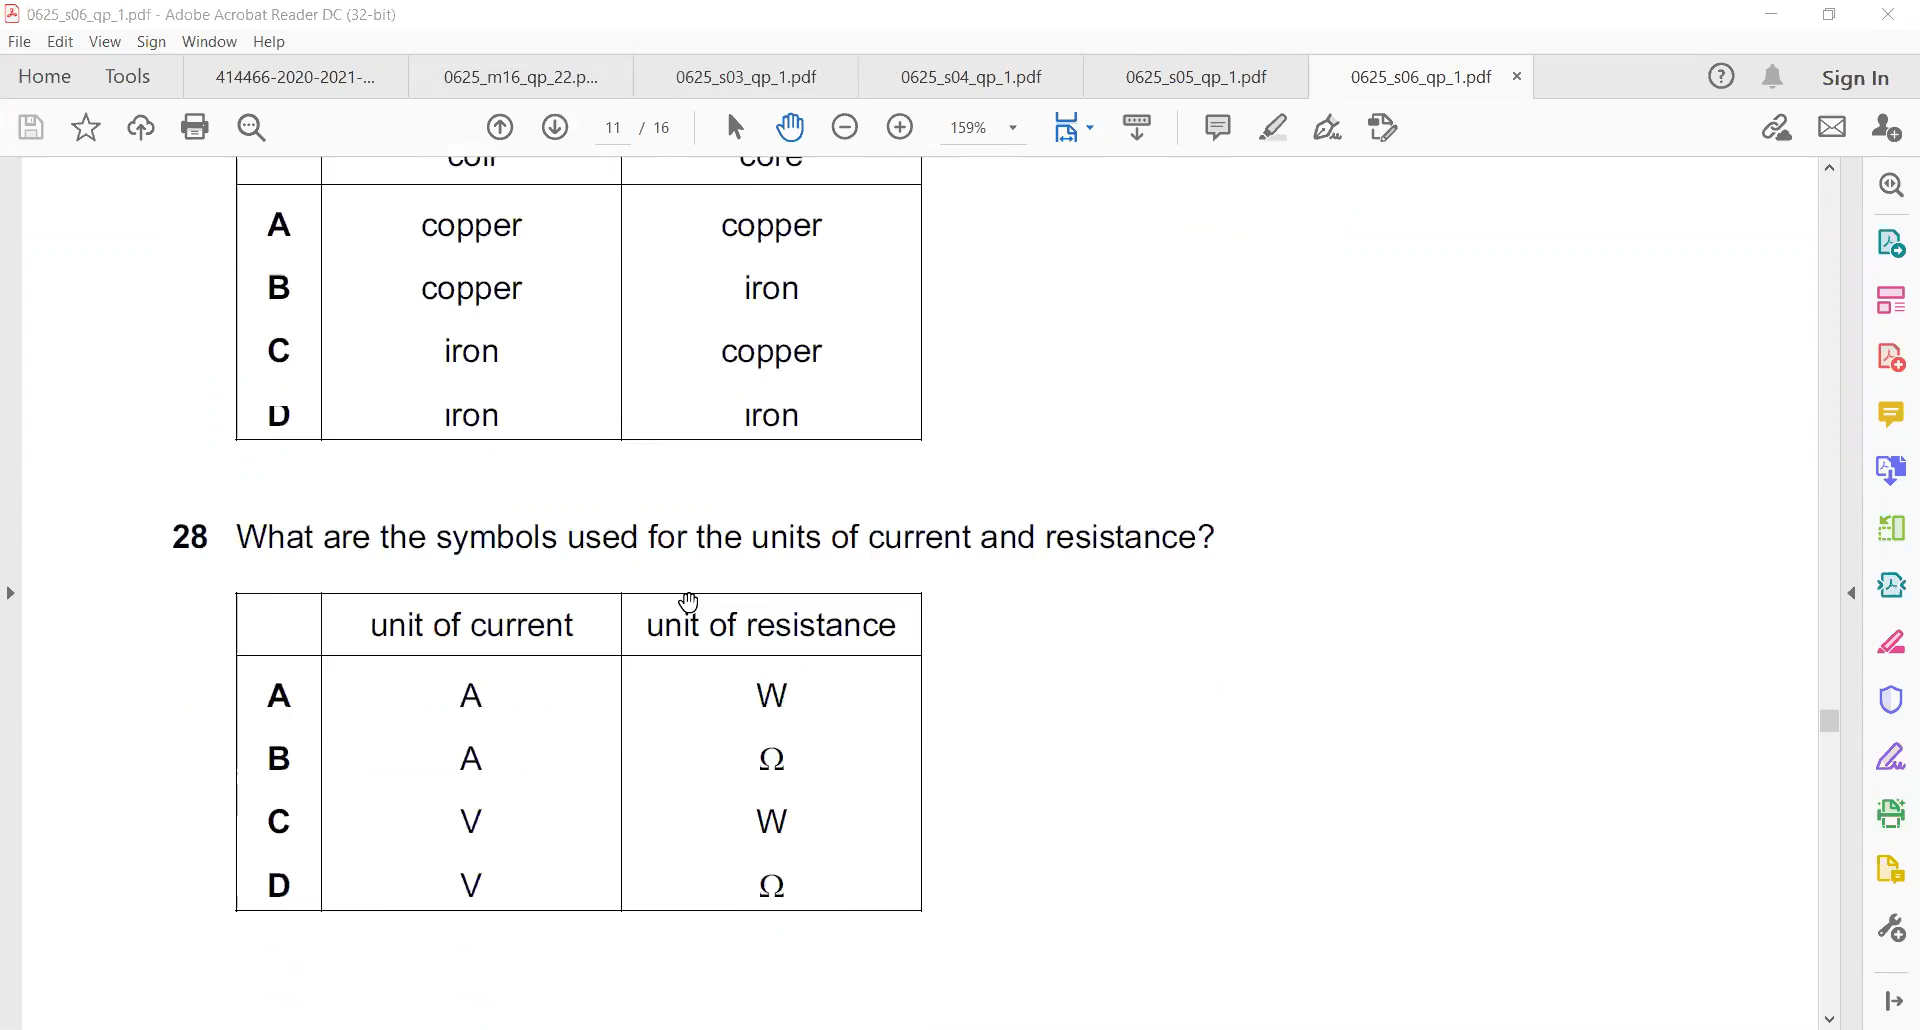 0625_s06_qp_1.pdf - Adobe Acrobat Reader DC (32-bit)
File Edit View Sign Window Help
Home Tools 414466-2020-2021-... 0625_m16_qp_22.p... 0625_s03_qp_1.pdf 0625_s04_qp_1.pdf 0625_s05_qp_1.pdf 0625_s06_qp_1.pdf × Sign In
11 / 16 159%
coil core
A copper copper
B copper iron
C iron copper
D iron iron
28 What are the symbols used for the units of current and resistance?
unit of current unit of resistance
A A W
B A Ω
C V W
D V Ω